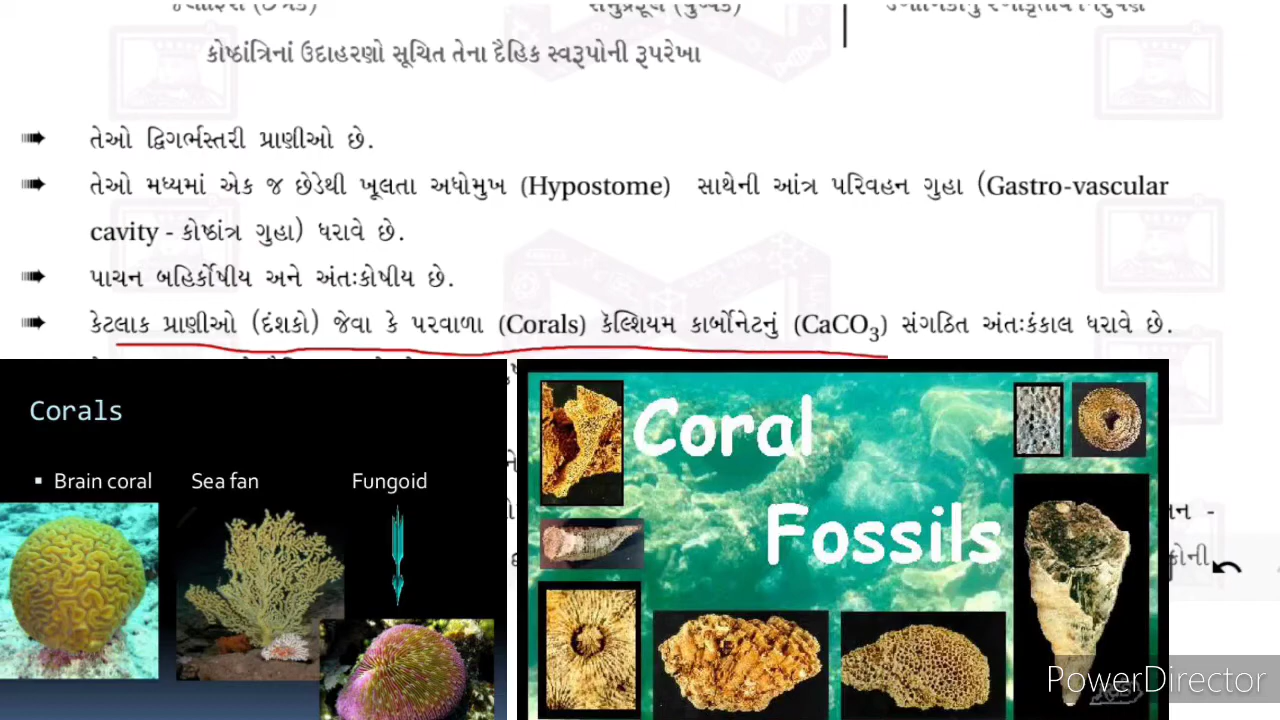 કોષ્ઠાંત્રિનાં ઉદાહરણો સૂચિત તેના દૈહિક સ્વરૂપોની રૂપરેખા
તેઓ દ્વિગર્ભસ્તરી પ્રાણીઓ છે.
તેઓ મધ્યમાં એક જ છેડેથી ખૂલતા અધોમુખ (Hypostome) સાથેની આંત્ર પરિવહન ગુહા (Gastro-vascular
cavity - કોષ્ઠાંત્ર ગુહા) ધરાવે છે.
પાચન બહિર્કોષીય અને અંતઃકોષીય છે.
કેટલાક પ્રાણીઓ (દંશકો) જેવા કે પરવાળા (Corals) કૅલ્શિયમ કાર્બોનેટનું (CaCO3) સંગઠિત અંતઃકંકાલ ધરાવે છે.
Corals
▪ Brain coral Sea fan Fungoid
Coral
Fossils
PowerDirector